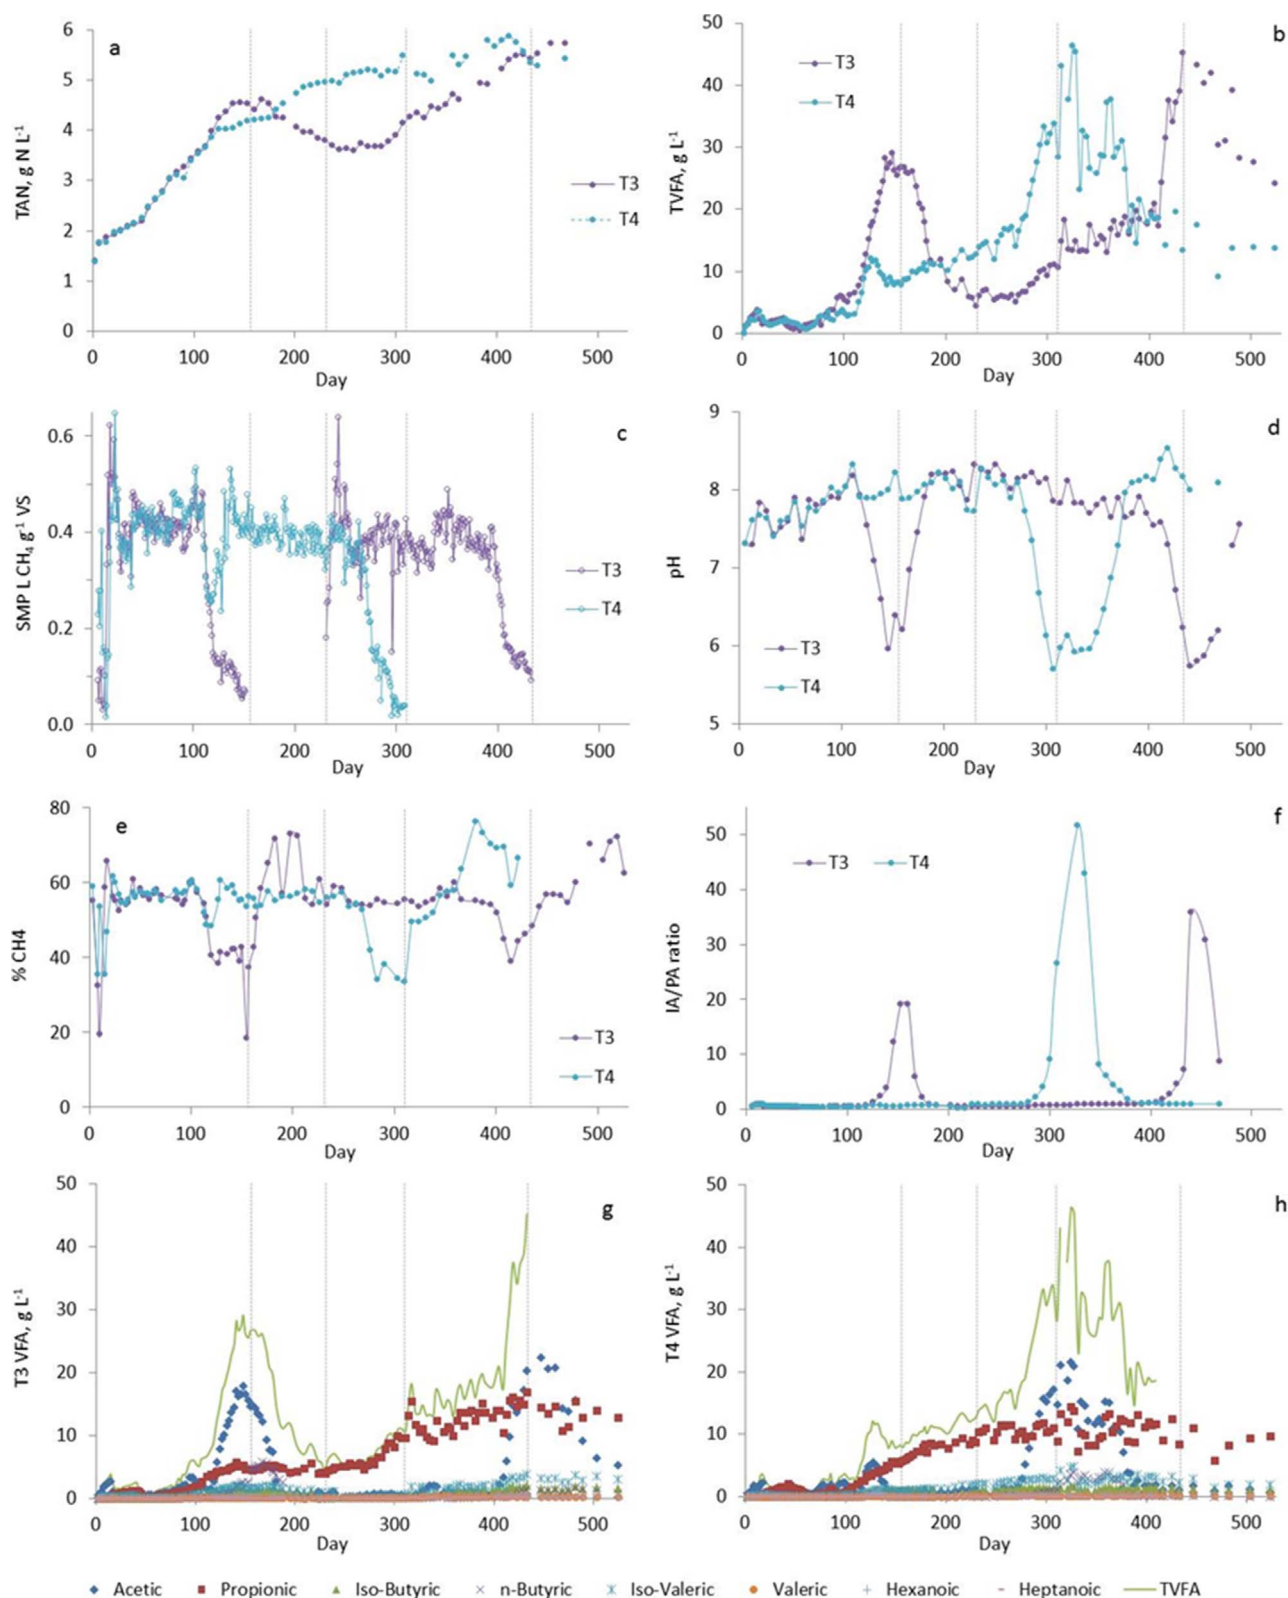 a
6
5
4
3
2
1
0
TAN, g N L⁻¹
T3
T4
0 100 200 300 400 500
Day
b
50
40
30
20
10
0
TVFA, g L⁻¹
T3
T4
0 100 200 300 400 500
Day
c
0.6
0.4
0.2
0.0
SMP L CH₄ g⁻¹ VS
T3
T4
0 100 200 300 400 500
Day
d
9
8
7
6
5
pH
T3
T4
0 100 200 300 400 500
Day
e
80
60
40
20
0
% CH4
T3
T4
0 100 200 300 400 500
Day
f
50
40
30
20
10
0
IA/PA ratio
T3 T4
0 100 200 300 400 500
Day
g
50
40
30
20
10
0
T3 VFA, g L⁻¹
0 100 200 300 400 500
Day
h
50
40
30
20
10
0
T4 VFA, g L⁻¹
0 100 200 300 400 500
Day
Acetic Propionic Iso-Butyric n-Butyric Iso-Valeric Valeric Hexanoic Heptanoic TVFA